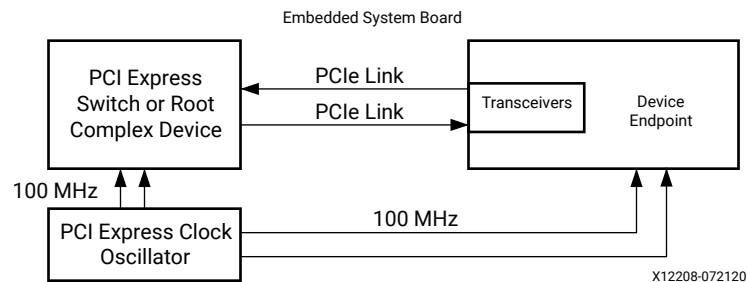 Embedded System Board
PCI Express
Switch or Root
Complex Device
PCIe Link
PCIe Link
Transceivers
Device
Endpoint
100 MHz
PCI Express Clock
Oscillator
100 MHz
X12208-072120